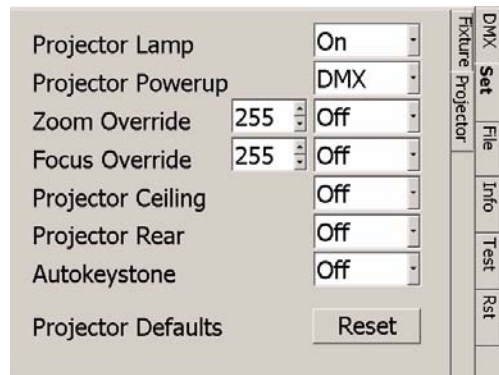 Projector Lamp On
Projector Powerup DMX
Zoom Override 255 Off
Focus Override 255 Off
Projector Ceiling Off
Projector Rear Off
Autokeystone Off
Projector Defaults Reset
Fixture Projector
DMX Set File Info Test Rst